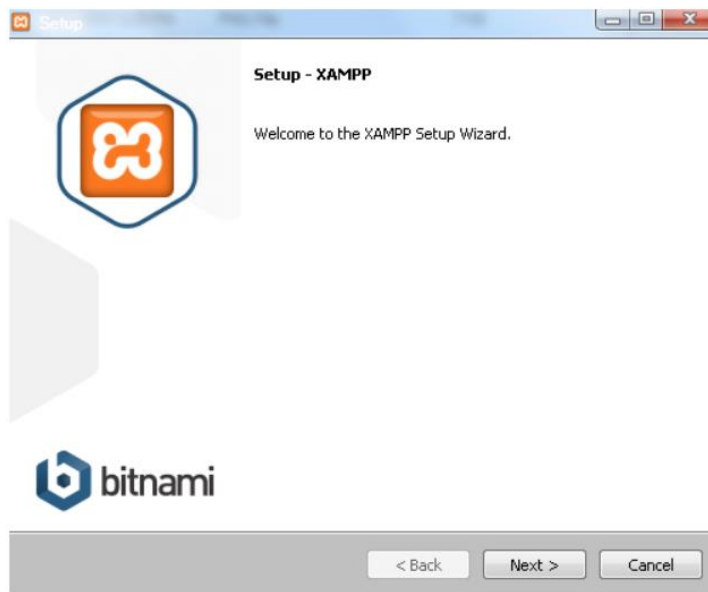 Setup
Setup - XAMPP
Welcome to the XAMPP Setup Wizard.
bitnami
< Back
Next >
Cancel